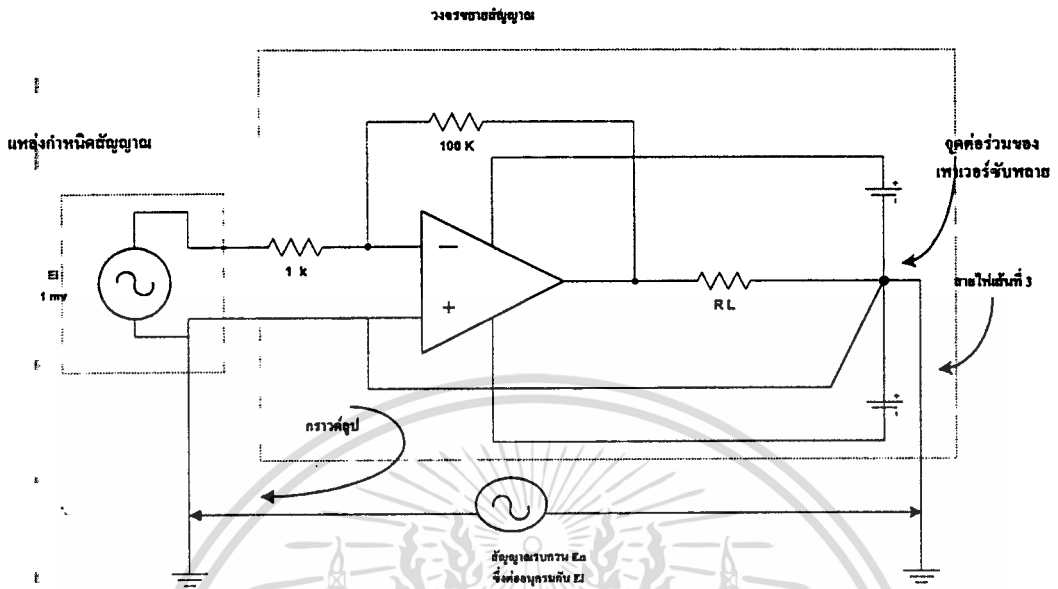 วงจรขยายสัญญาณ
แหล่งกำหนิดสัญญาณ
100 K
จุดต่อร่วมของ
เพาเวอร์ซัพพลาย
EI
1 mv
1 k
−
+
R L
+
-
สายไฟเส้นที่ 3
+
-
กราวด์ลูป
สัญญาณรบกวน En
ซึ่งต่ออนุกรมกับ EI